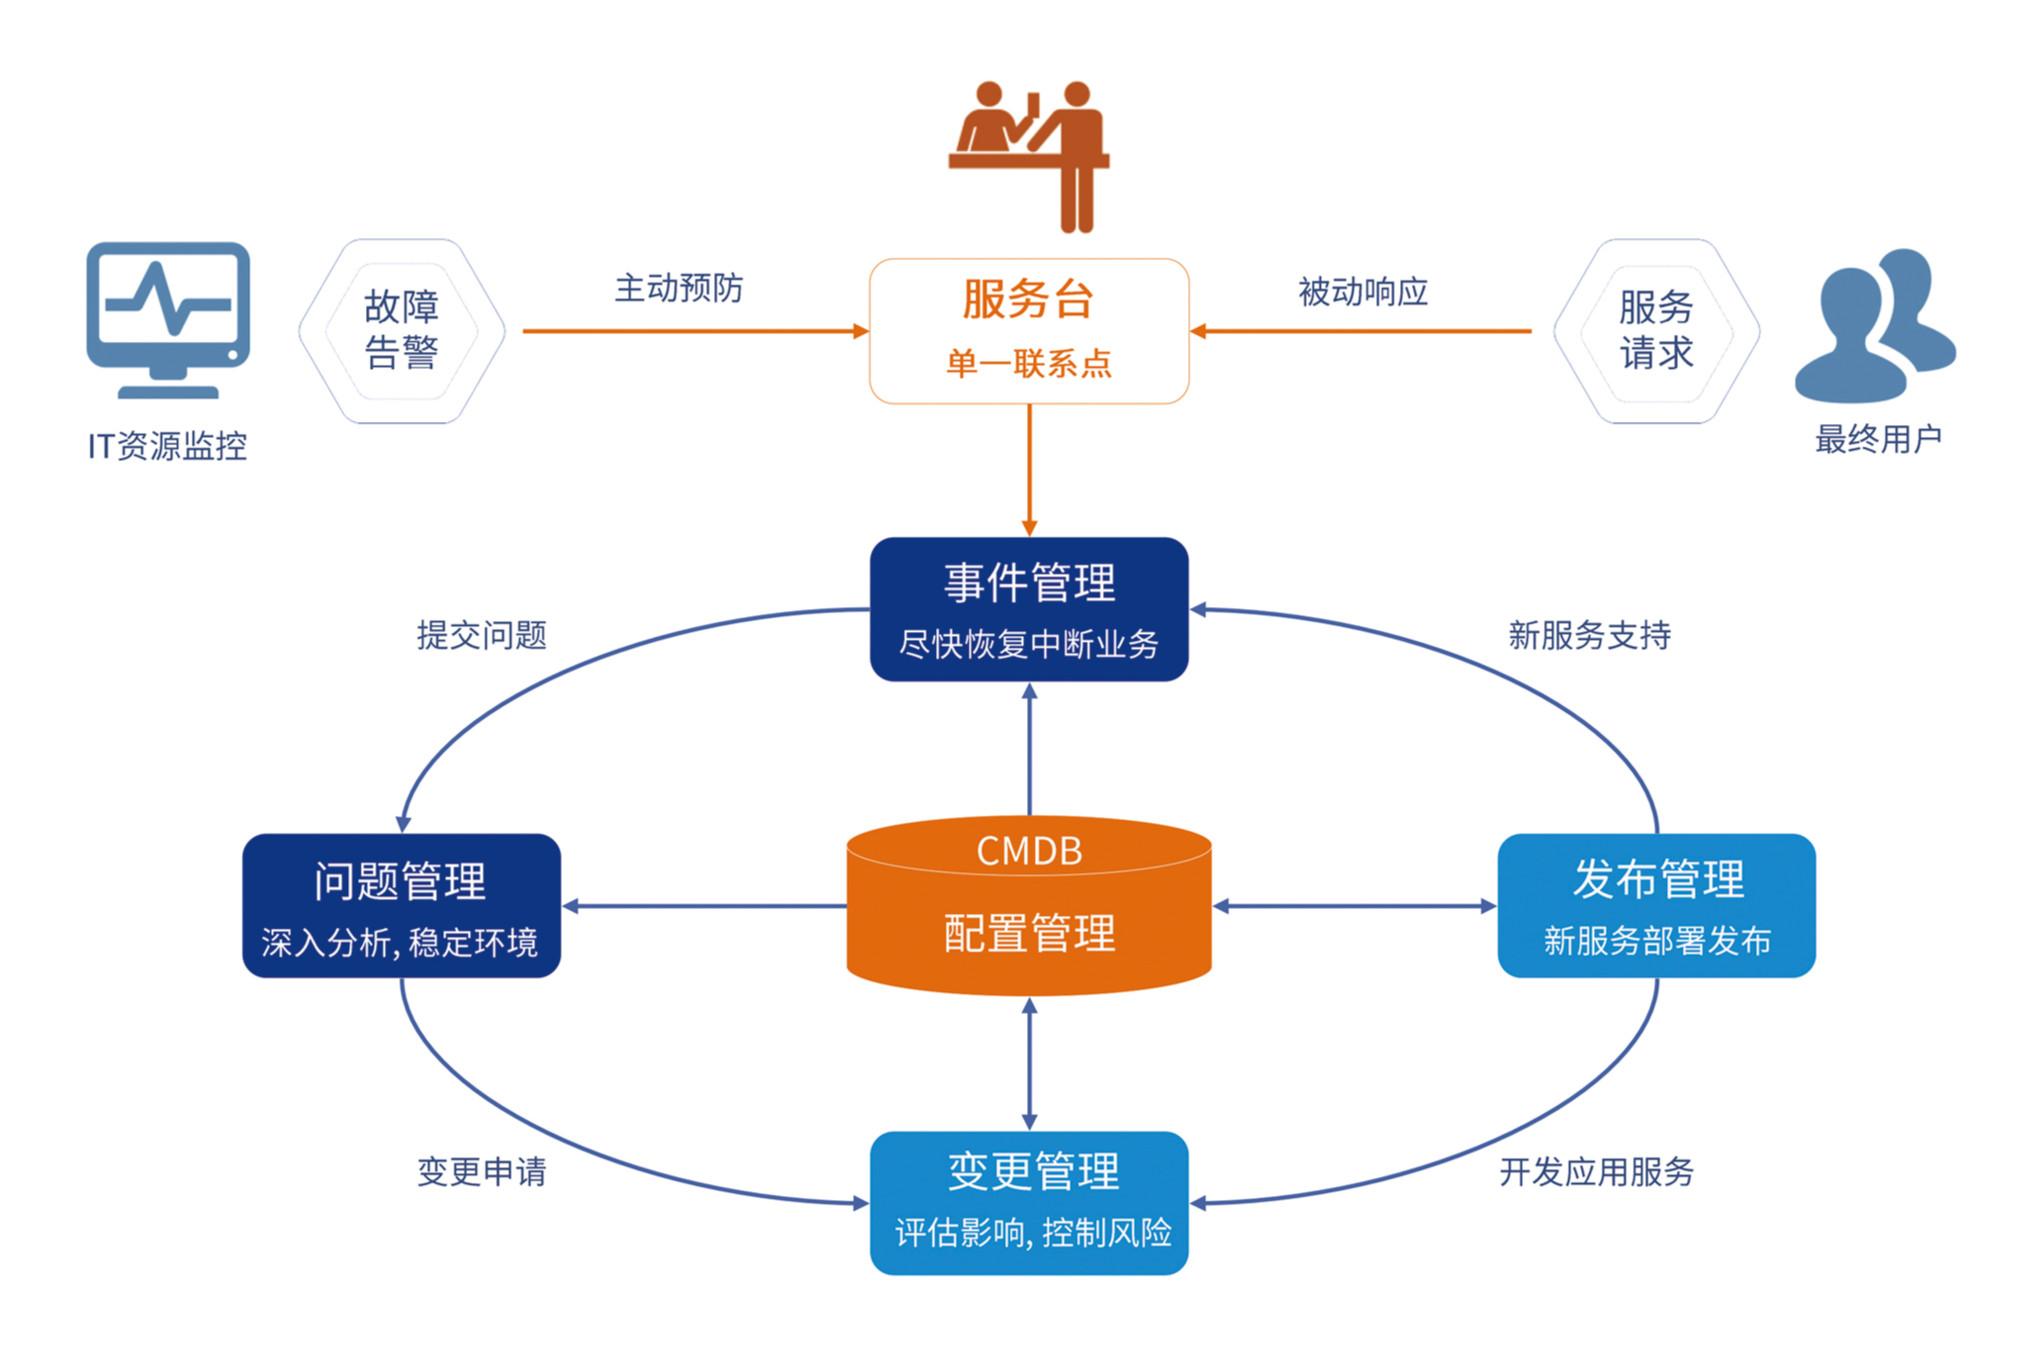 主动预防
服务台
单一联系点
被动响应
故障
告警
服务
请求
IT资源监控
最终用户
事件管理
尽快恢复中断业务
提交问题
新服务支持
CMDB
配置管理
问题管理
深入分析, 稳定环境
发布管理
新服务部署发布
变更申请
开发应用服务
变更管理
评估影响, 控制风险